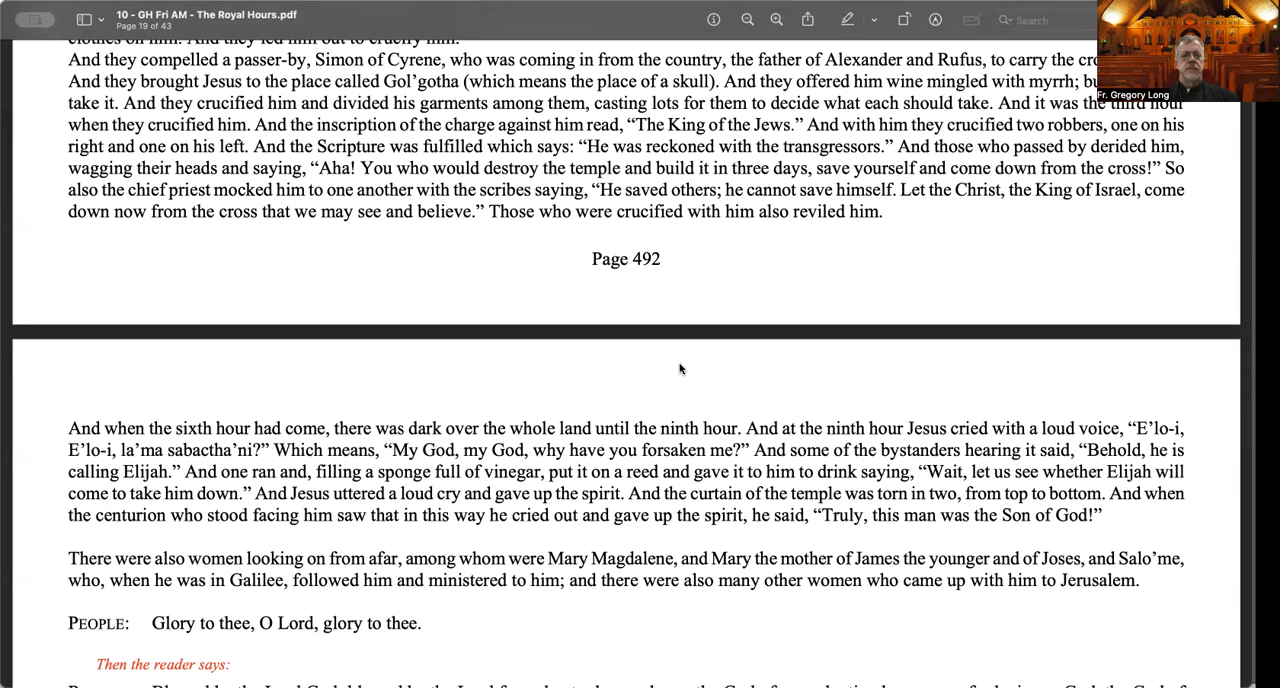 10 - GH Fri AM - The Royal Hours.pdf
Page 19 of 43
Search
Fr. Gregory Long
clothes on him. And they led him out to crucify him.
And they compelled a passer-by, Simon of Cyrene, who was coming in from the country, the father of Alexander and Rufus, to carry the
And they brought Jesus to the place called Gol’gotha (which means the place of a skull). And they offered him wine mingled with myrrh;
take it. And they crucified him and divided his garments among them, casting lots for them to decide what each should take. And it was the third hour
when they crucified him. And the inscription of the charge against him read, “The King of the Jews.” And with him they crucified two robbers, one on his
right and one on his left. And the Scripture was fulfilled which says: “He was reckoned with the transgressors.” And those who passed by derided him,
wagging their heads and saying, “Aha! You who would destroy the temple and build it in three days, save yourself and come down from the cross!” So
also the chief priest mocked him to one another with the scribes saying, “He saved others; he cannot save himself. Let the Christ, the King of Israel, come
down now from the cross that we may see and believe.” Those who were crucified with him also reviled him.
Page 492
And when the sixth hour had come, there was dark over the whole land until the ninth hour. And at the ninth hour Jesus cried with a loud voice, “E’lo-i,
E’lo-i, la’ma sabactha’ni?” Which means, “My God, my God, why have you forsaken me?” And some of the bystanders hearing it said, “Behold, he is
calling Elijah.” And one ran and, filling a sponge full of vinegar, put it on a reed and gave it to him to drink saying, “Wait, let us see whether Elijah will
come to take him down.” And Jesus uttered a loud cry and gave up the spirit. And the curtain of the temple was torn in two, from top to bottom. And when
the centurion who stood facing him saw that in this way he cried out and gave up the spirit, he said, “Truly, this man was the Son of God!”
There were also women looking on from afar, among whom were Mary Magdalene, and Mary the mother of James the younger and of Joses, and Salo’me,
who, when he was in Galilee, followed him and ministered to him; and there were also many other women who came up with him to Jerusalem.
PEOPLE: Glory to thee, O Lord, glory to thee.
Then the reader says: